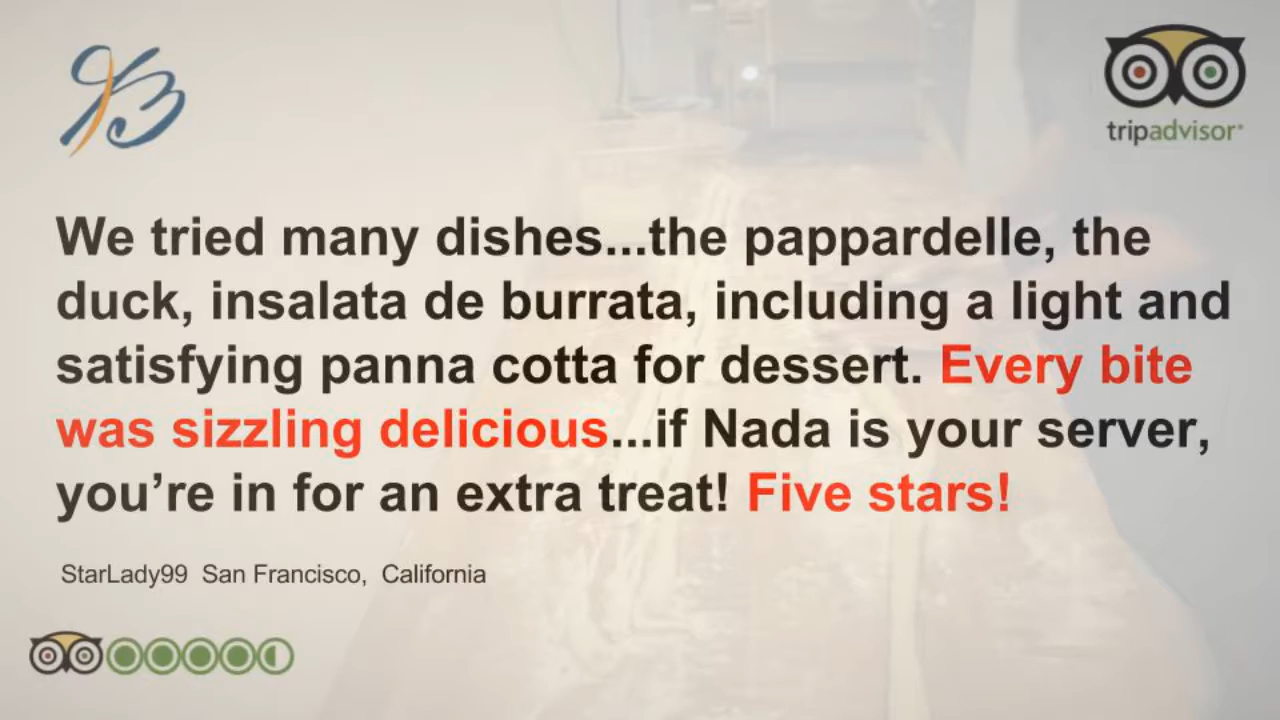 tripadvisor
We tried many dishes...the pappardelle, the
duck, insalata de burrata, including a light and
satisfying panna cotta for dessert. Every bite
was sizzling delicious...if Nada is your server,
you’re in for an extra treat! Five stars!
StarLady99 San Francisco, California